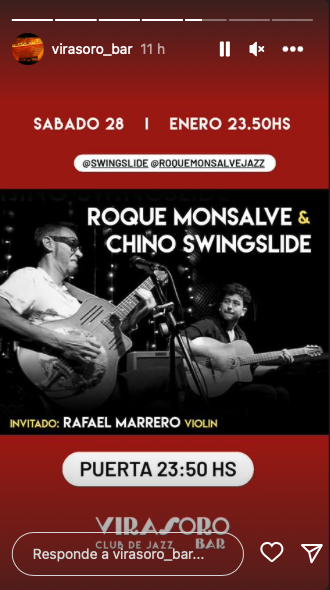 virasoro_bar 11 h
SABADO 28 | ENERO 23.50HS
@SWINGSLIDE @ROQUEMONSALVEJAZZ
ROQUE MONSALVE &
CHINO SWINGSLIDE
INVITADO: RAFAEL MARRERO VIOLIN
PUERTA 23:50 HS
VIRASORO
CLUB DE JAZZ BAR
Responde a virasoro_bar...